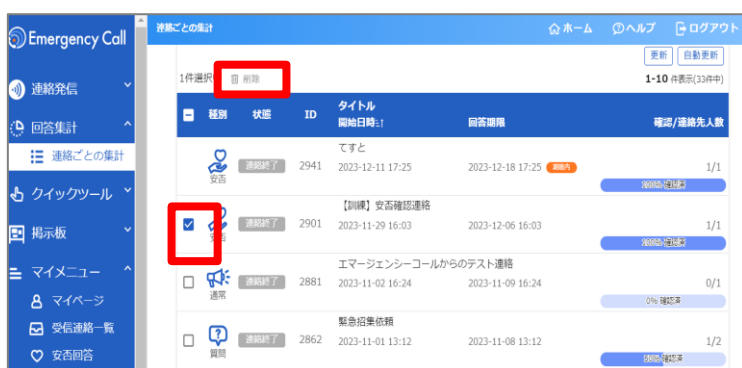 Emergency Call
連絡ごとの集計
ホーム
ヘルプ
ログアウト
連絡発信
回答集計
連絡ごとの集計
クイックツール
掲示板
マイメニュー
マイページ
受信連絡一覧
安否回答
更新 自動更新
1件選択 削除
1-10 件表示(33件中)
種別 状態 ID タイトル
開始日時 回答期限 確認/連絡先人数
てすと
安否 連絡終了 2941 2023-12-11 17:25 2023-12-18 17:25 期限内 1/1
100% 確認済
【訓練】安否確認連絡
安否 連絡終了 2901 2023-11-29 16:03 2023-12-06 16:03 1/1
100% 確認済
エマージェンシーコールからのテスト連絡
通常 連絡終了 2881 2023-11-02 16:24 2023-11-09 16:24 0/1
0% 確認済
緊急招集依頼
質問 連絡終了 2862 2023-11-01 13:12 2023-11-08 13:12 1/2
50% 確認済